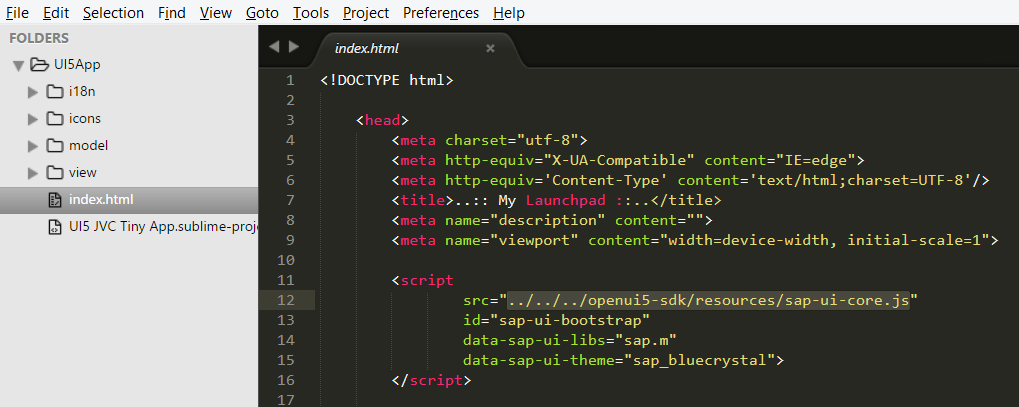 File Edit Selection Find View Goto Tools Project Preferences Help
FOLDERS
UI5App
i18n
icons
model
view
index.html
UI5 JVC Tiny App.sublime-proj
index.html ×
1 <!DOCTYPE html>
2
3 <head>
4 <meta charset="utf-8">
5 <meta http-equiv="X-UA-Compatible" content="IE=edge">
6 <meta http-equiv='Content-Type' content='text/html;charset=UTF-8'/>
7 <title>..:: My Launchpad ::..</title>
8 <meta name="description" content="">
9 <meta name="viewport" content="width=device-width, initial-scale=1">
10
11 <script
12 src="../../../openui5-sdk/resources/sap-ui-core.js"
13 id="sap-ui-bootstrap"
14 data-sap-ui-libs="sap.m"
15 data-sap-ui-theme="sap_bluecrystal">
16 </script>
17